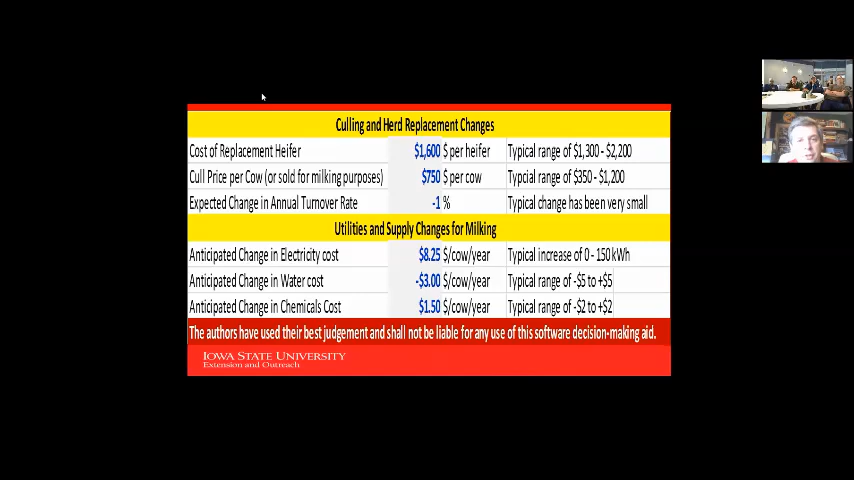 Culling and Herd Replacement Changes
Cost of Replacement Heifer $1,600 $ per heifer Typical range of $1,300 - $2,200
Cull Price per Cow (or sold for milking purposes) $750 $ per cow Typcial range of $350 - $1,200
Expected Change in Annual Turnover Rate -1 % Typical change has been very small
Utilities and Supply Changes for Milking
Anticipated Change in Electricity cost $8.25 $/cow/year Typical increase of 0 - 150 kWh
Anticipated Change in Water cost -$3.00 $/cow/year Typical range of -$5 to +$5
Anticipated Change in Chemicals Cost $1.50 $/cow/year Typical range of -$2 to +$2
The authors have used their best judgement and shall not be liable for any use of this software decision-making aid.
IOWA STATE UNIVERSITY
Extension and Outreach